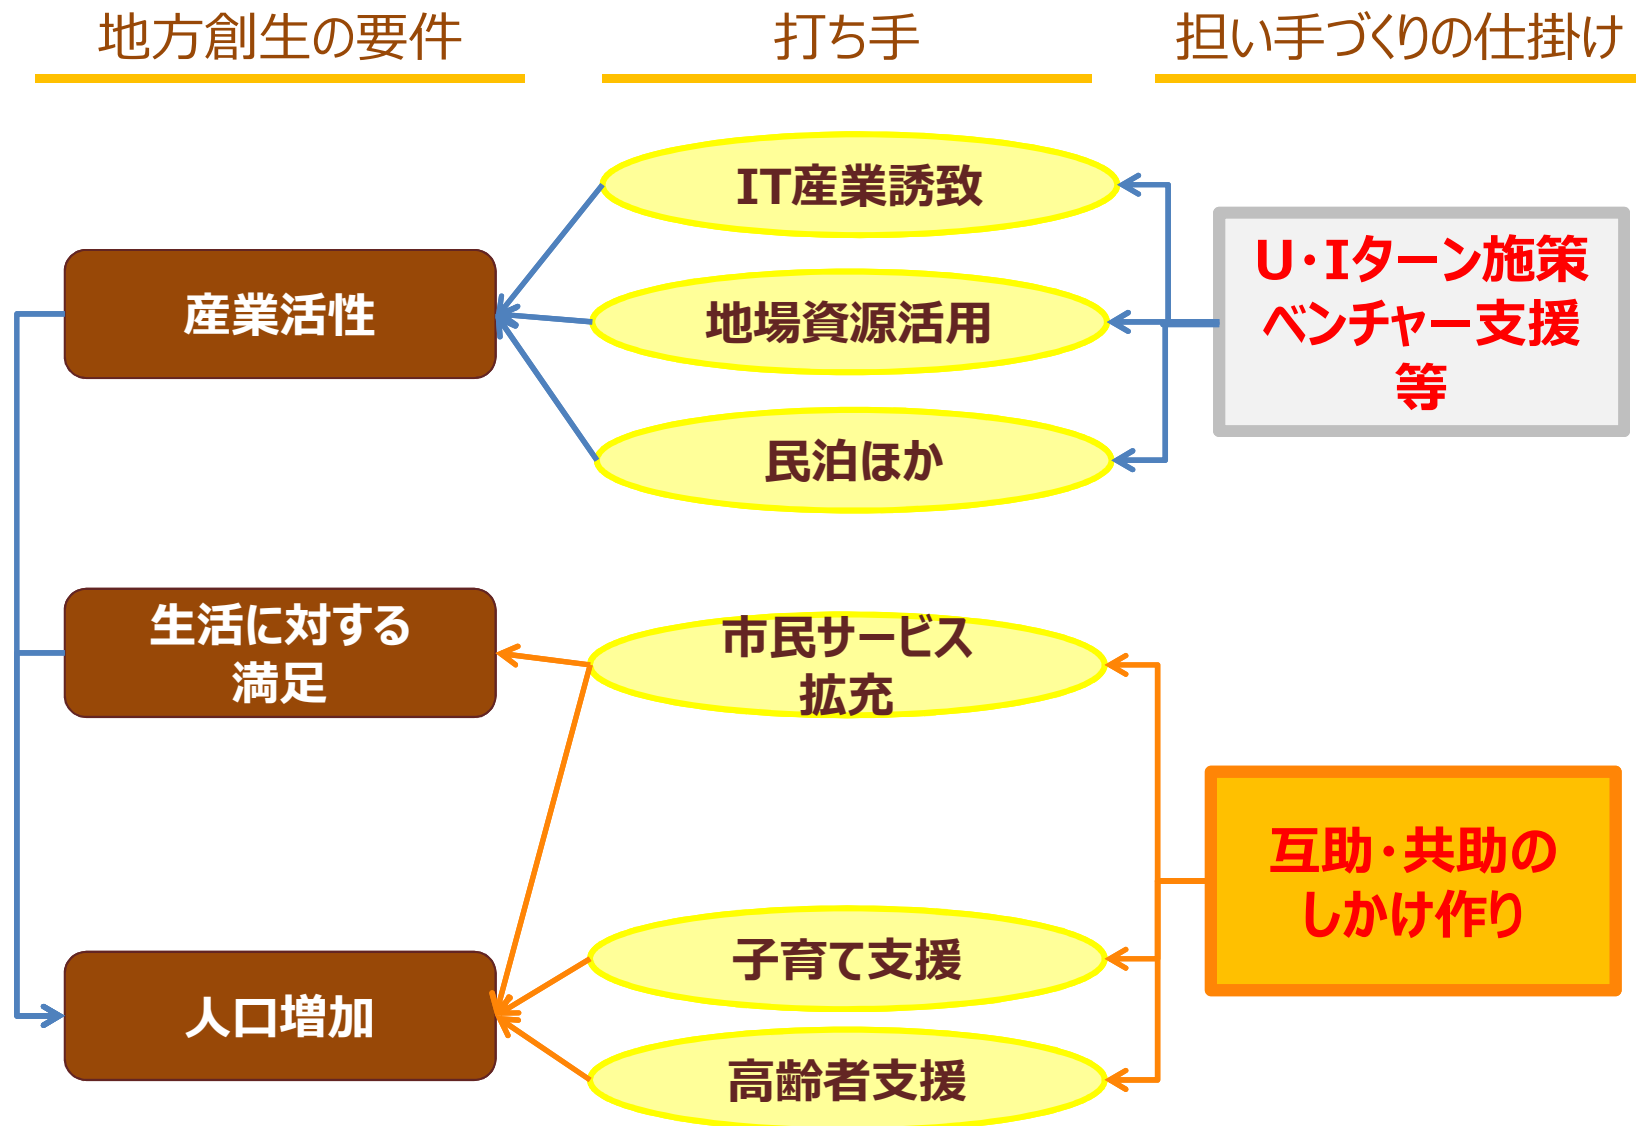 地方創生の要件
打ち手
担い手づくりの仕掛け
IT産業誘致
U・Iターン施策
ベンチャー支援
等
産業活性
地場資源活用
民泊ほか
生活に対する
満足
市民サービス
拡充
互助・共助の
しかけ作り
人口増加
子育て支援
高齢者支援